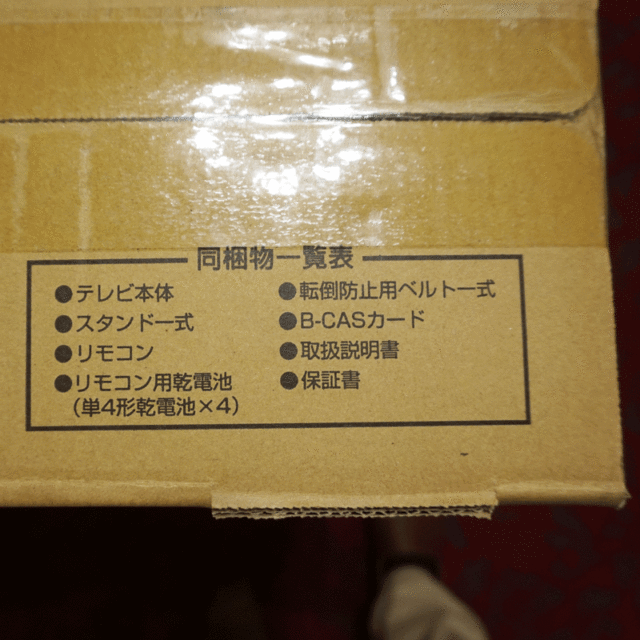 同梱物一覧表
●テレビ本体
●スタンド一式
●リモコン
●リモコン用乾電池
（単4形乾電池×4）
●転倒防止用ベルト一式
●B-CASカード
●取扱説明書
●保証書